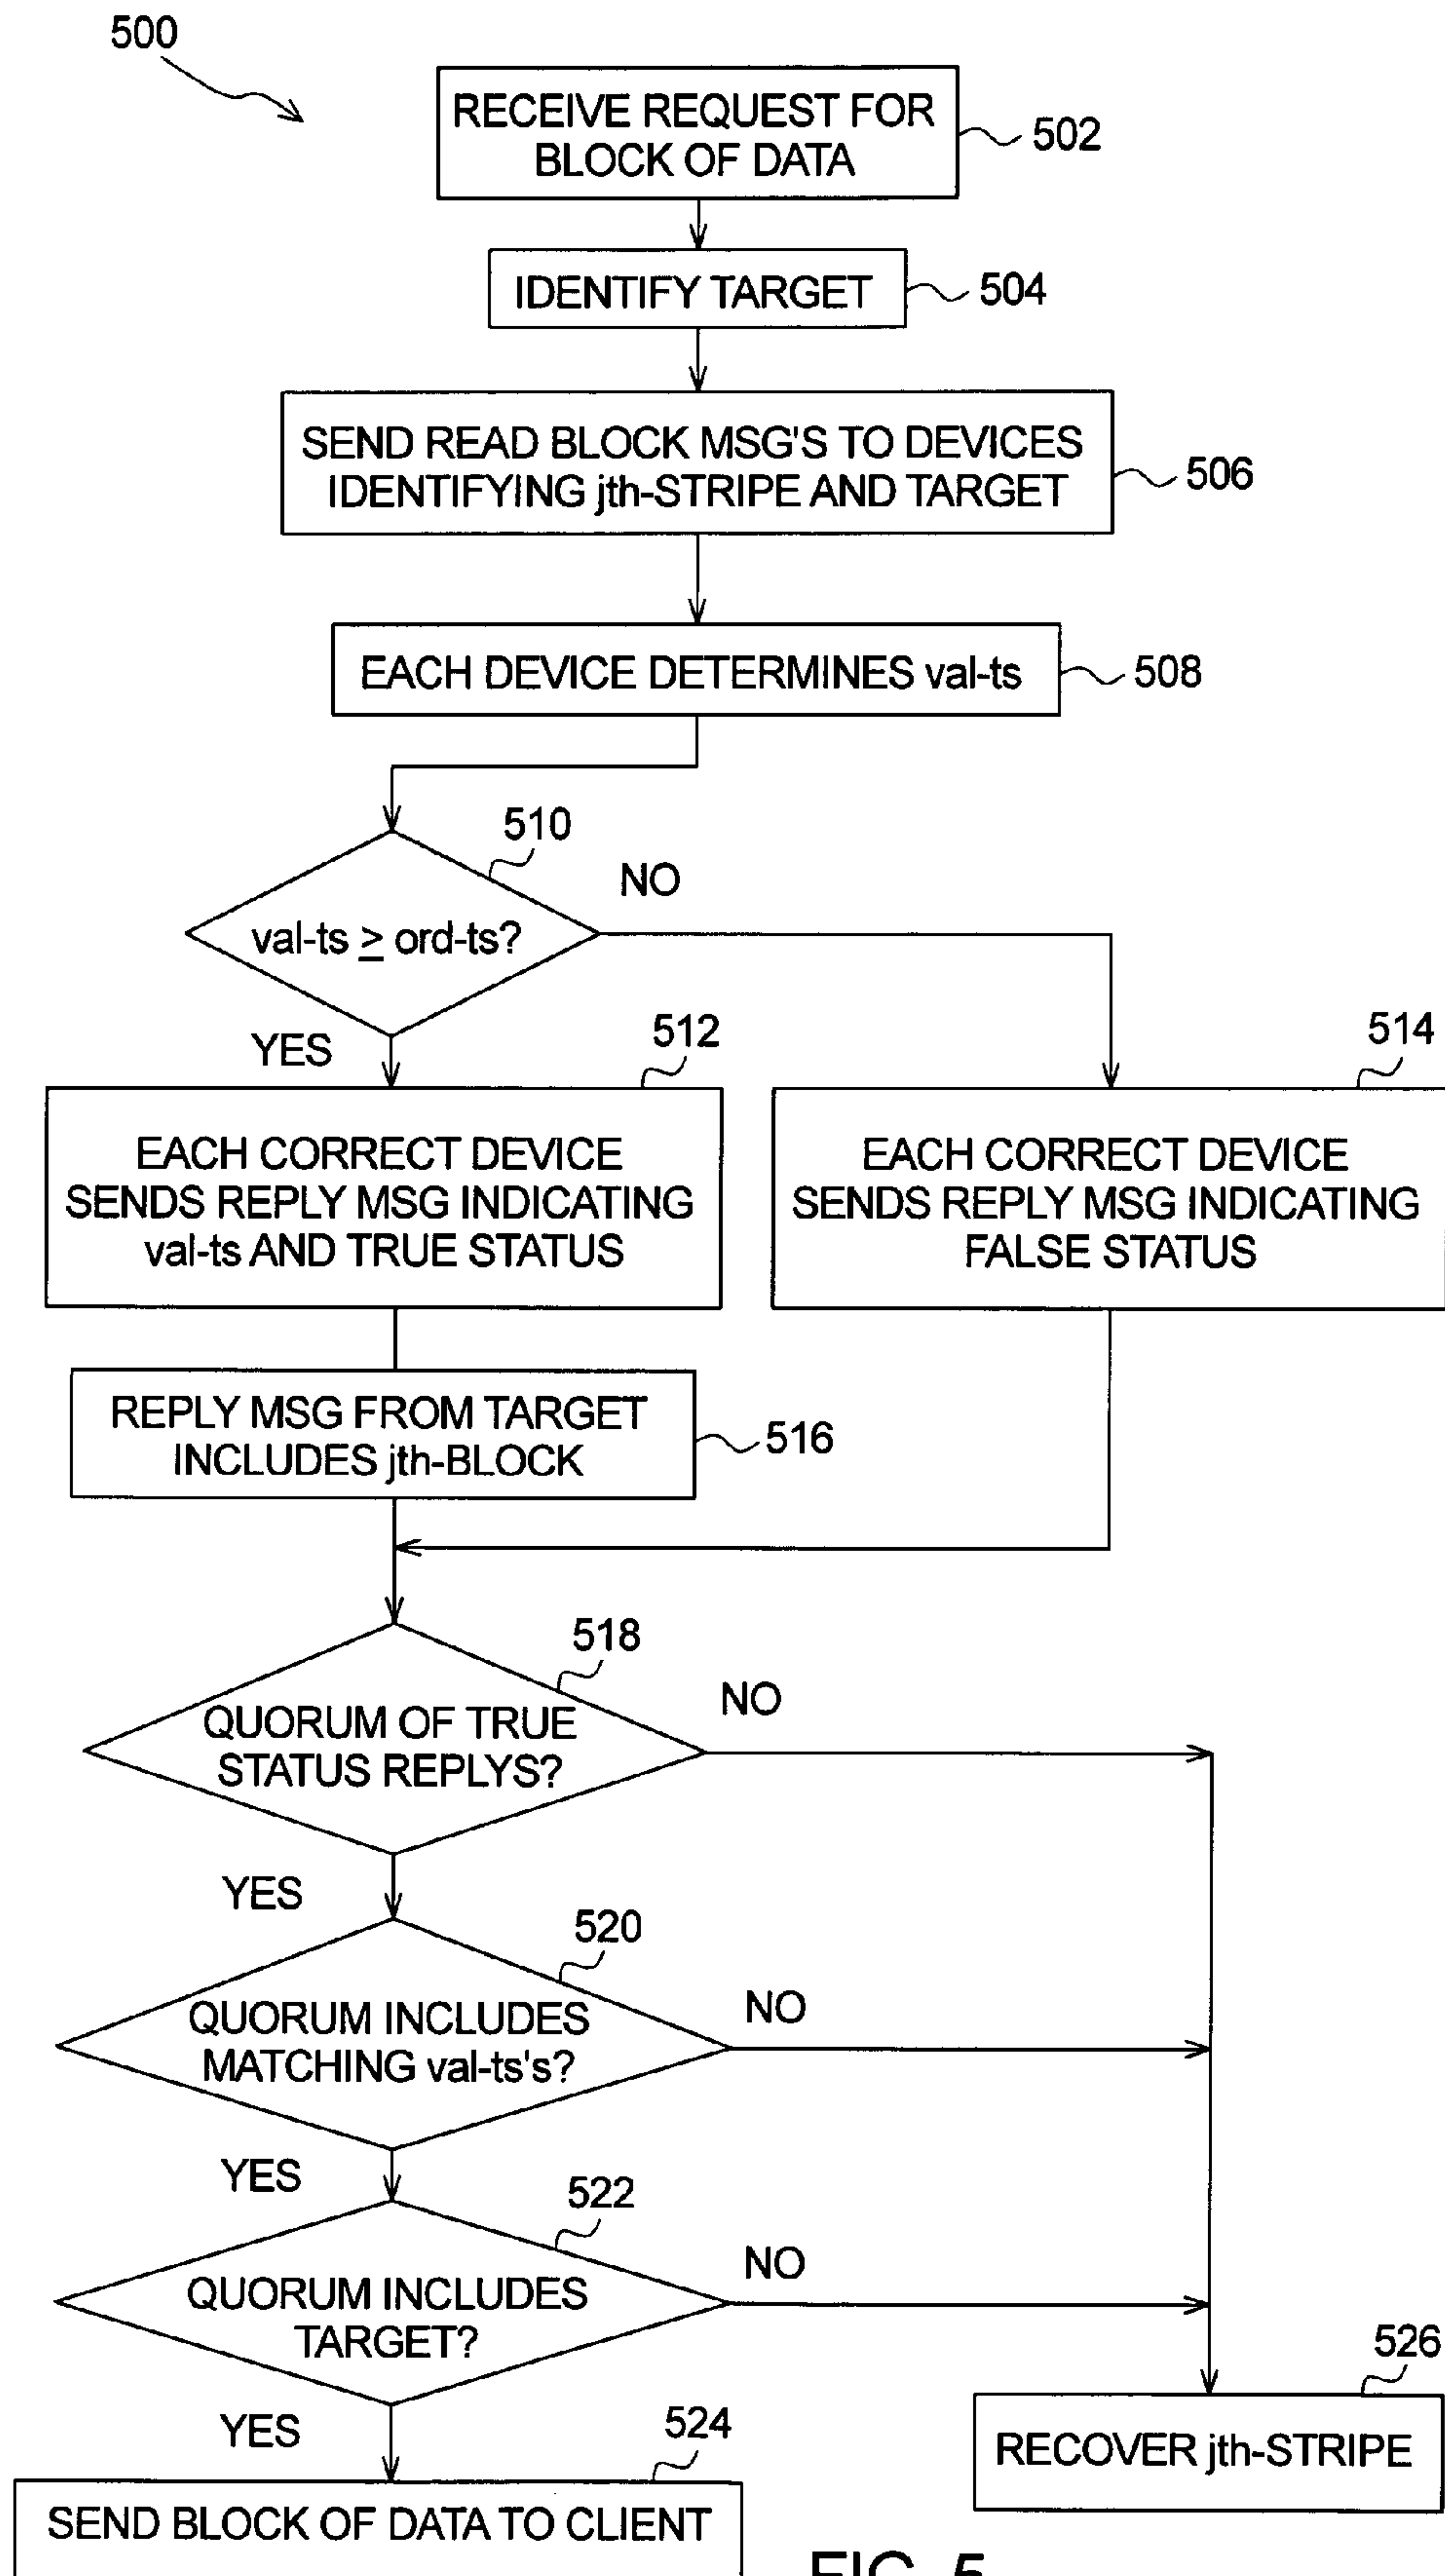 500
RECEIVE REQUEST FOR
BLOCK OF DATA
502
IDENTIFY TARGET
504
SEND READ BLOCK MSG'S TO DEVICES
IDENTIFYING jth-STRIPE AND TARGET
506
EACH DEVICE DETERMINES val-ts
508
510
NO
val-ts ≥ ord-ts?
YES
512
514
EACH CORRECT DEVICE
SENDS REPLY MSG INDICATING
val-ts AND TRUE STATUS
EACH CORRECT DEVICE
SENDS REPLY MSG INDICATING
FALSE STATUS
REPLY MSG FROM TARGET
INCLUDES jth-BLOCK
516
518
NO
QUORUM OF TRUE
STATUS REPLYS?
YES
520
NO
QUORUM INCLUDES
MATCHING val-ts's?
YES
522
NO
QUORUM INCLUDES
TARGET?
YES
524
526
RECOVER jth-STRIPE
SEND BLOCK OF DATA TO CLIENT
FIG. 5